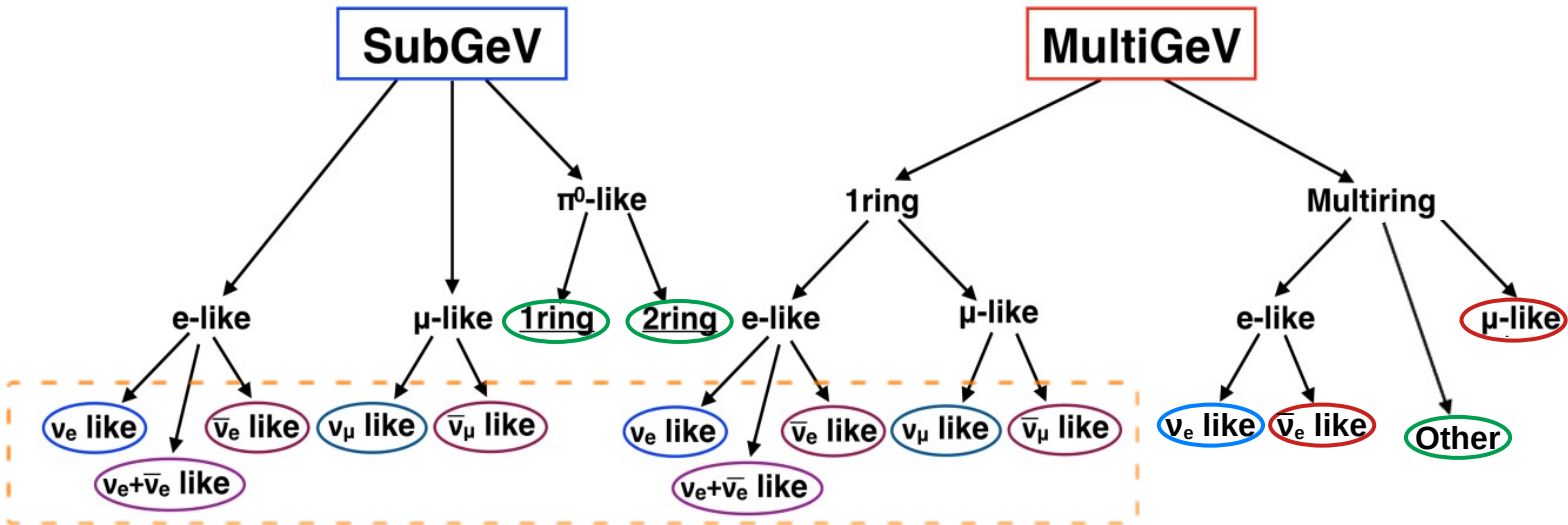 SubGeV
MultiGeV
π⁰-like
1ring
Multiring
e-like
μ-like
1ring
2ring
e-like
μ-like
e-like
μ-like
νₑ like
ν̅ₑ like
νμ like
ν̅μ like
νₑ+ν̅ₑ like
νₑ like
ν̅ₑ like
νμ like
ν̅μ like
νₑ+ν̅ₑ like
νₑ like
ν̅ₑ like
Other